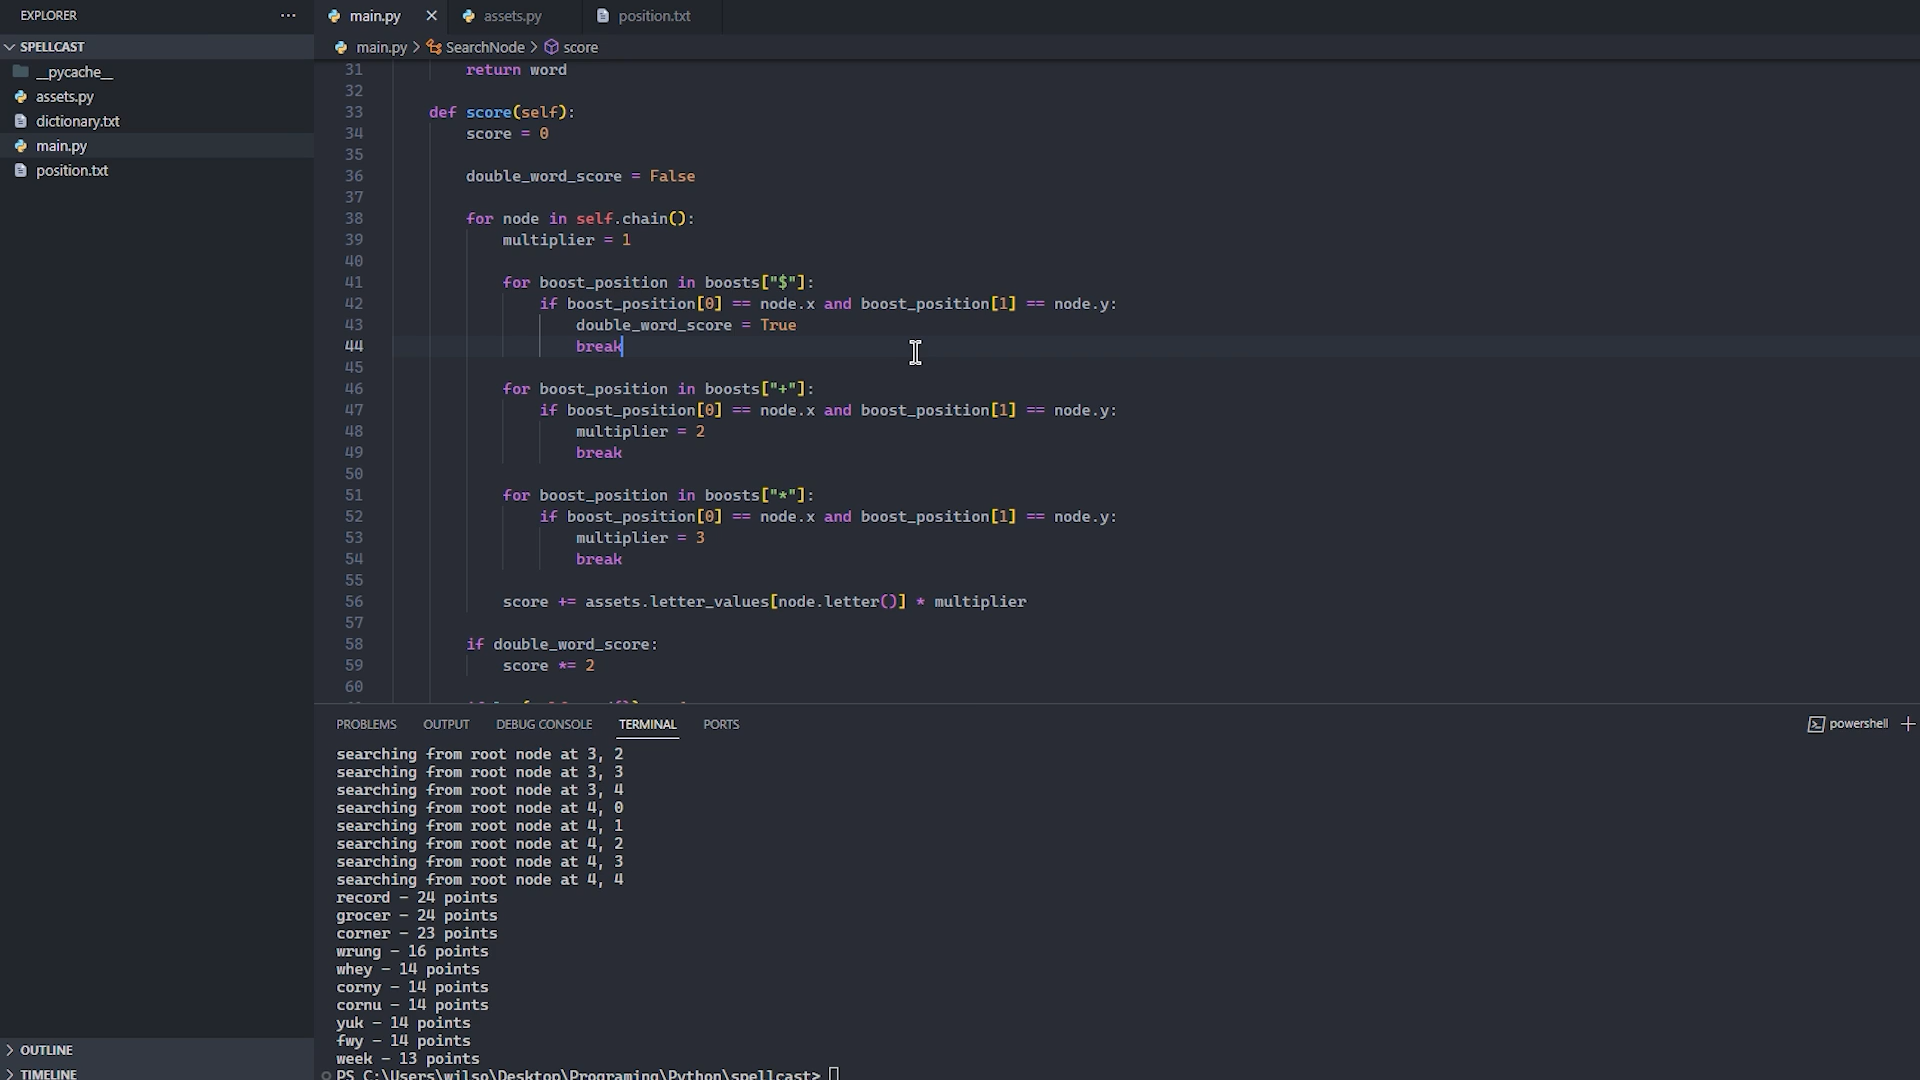 EXPLORER
SPELLCAST
__pycache__
assets.py
dictionary.txt
main.py
position.txt
OUTLINE
TIMELINE
main.py
assets.py
position.txt
main.py > SearchNode > score
31 return word
32
33 def score(self):
34 score = 0
35
36 double_word_score = False
37
38 for node in self.chain():
39 multiplier = 1
40
41 for boost_position in boosts["$"]:
42 if boost_position[0] == node.x and boost_position[1] == node.y:
43 double_word_score = True
44 break
45
46 for boost_position in boosts["+"]:
47 if boost_position[0] == node.x and boost_position[1] == node.y:
48 multiplier = 2
49 break
50
51 for boost_position in boosts["*"]:
52 if boost_position[0] == node.x and boost_position[1] == node.y:
53 multiplier = 3
54 break
55
56 score += assets.letter_values[node.letter()] * multiplier
57
58 if double_word_score:
59 score *= 2
60
PROBLEMS OUTPUT DEBUG CONSOLE TERMINAL PORTS
powershell
searching from root node at 3, 2
searching from root node at 3, 3
searching from root node at 3, 4
searching from root node at 4, 0
searching from root node at 4, 1
searching from root node at 4, 2
searching from root node at 4, 3
searching from root node at 4, 4
record - 24 points
grocer - 24 points
corner - 23 points
wrung - 16 points
whey - 14 points
corny - 14 points
cornu - 14 points
yuk - 14 points
fwy - 14 points
week - 13 points
PS C:\Users\wilso\Desktop\Programing\Python\spellcast>